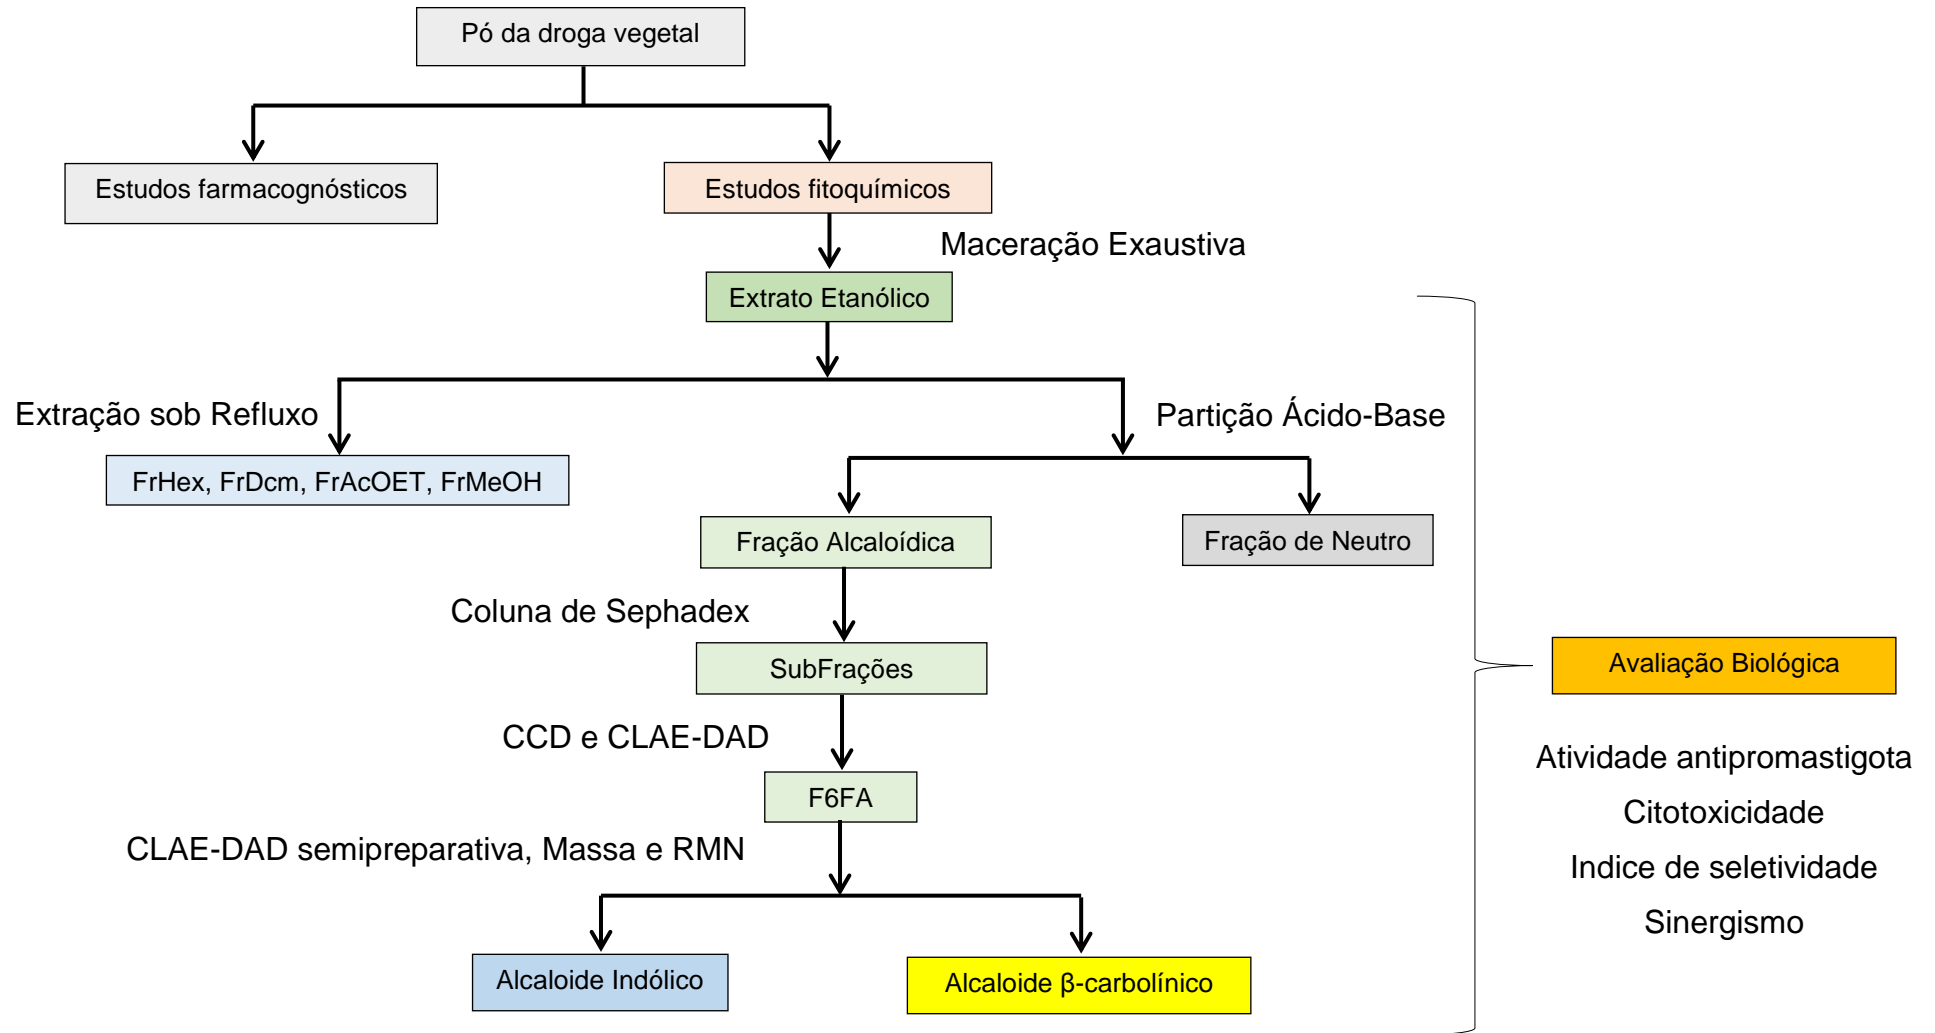 Pó da droga vegetal
Estudos farmacognósticos
Estudos fitoquímicos
Maceração Exaustiva
Extrato Etanólico
Extração sob Refluxo
Partição Ácido-Base
FrHex, FrDcm, FrAcOET, FrMeOH
Fração Alcaloídica
Fração de Neutro
Coluna de Sephadex
SubFrações
Avaliação Biológica
CCD e CLAE-DAD
Atividade antipromastigota
F6FA
Citotoxicidade
CLAE-DAD semipreparativa, Massa e RMN
Indice de seletividade
Sinergismo
Alcaloide Indólico
Alcaloide β-carbolínico